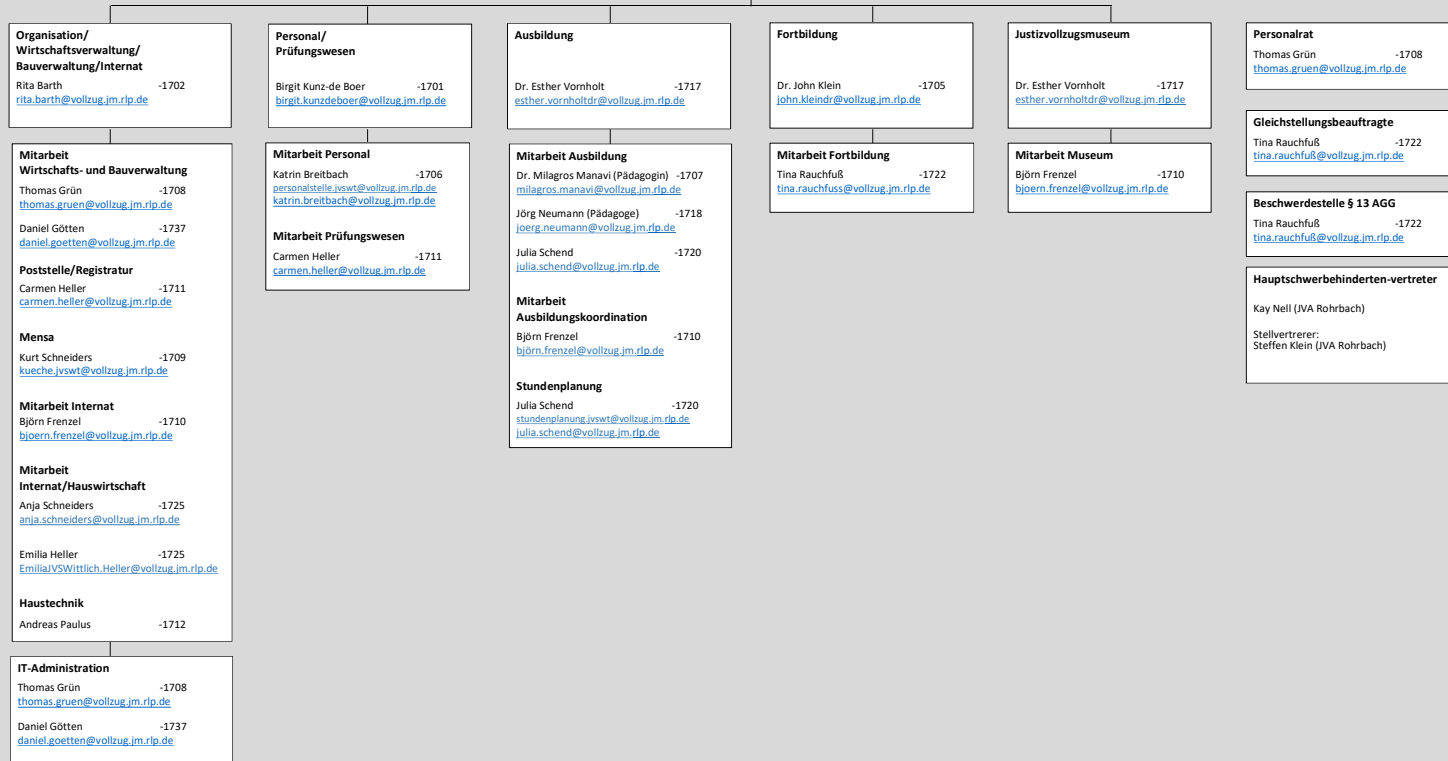 Organisation/
Wirtschaftsverwaltung/
Bauverwaltung/Internat
Rita Barth -1702
rita.barth@vollzug.jm.rlp.de
Mitarbeit
Wirtschafts- und Bauverwaltung
Thomas Grün -1708
thomas.gruen@vollzug.jm.rlp.de
Daniel Götten -1737
daniel.goetten@vollzug.jm.rlp.de
Poststelle/Registratur
Carmen Heller -1711
carmen.heller@vollzug.jm.rlp.de
Mensa
Kurt Schneiders -1709
kueche.jvswt@vollzug.jm.rlp.de
Mitarbeit Internat
Björn Frenzel -1710
bjoern.frenzel@vollzug.jm.rlp.de
Mitarbeit
Internat/Hauswirtschaft
Anja Schneiders -1725
anja.schneiders@vollzug.jm.rlp.de
Emilia Heller -1725
EmiliaJVSWittlich.Heller@vollzug.jm.rlp.de
Haustechnik
Andreas Paulus -1712
IT-Administration
Thomas Grün -1708
thomas.gruen@vollzug.jm.rlp.de
Daniel Götten -1737
daniel.goetten@vollzug.jm.rlp.de
Personal/
Prüfungswesen
Birgit Kunz-de Boer -1701
birgit.kunzdeboer@vollzug.jm.rlp.de
Mitarbeit Personal
Katrin Breitbach -1706
personalstelle.jvswt@vollzug.jm.rlp.de
katrin.breitbach@vollzug.jm.rlp.de
Mitarbeit Prüfungswesen
Carmen Heller -1711
carmen.heller@vollzug.jm.rlp.de
Ausbildung
Dr. Esther Vornholt -1717
esther.vornholtdr@vollzug.jm.rlp.de
Mitarbeit Ausbildung
Dr. Milagros Manavi (Pädagogin) -1707
milagros.manavi@vollzug.jm.rlp.de
Jörg Neumann (Pädagoge) -1718
joerg.neumann@vollzug.jm.rlp.de
Julia Schend -1720
julia.schend@vollzug.jm.rlp.de
Mitarbeit
Ausbildungskoordination
Björn Frenzel -1710
björn.frenzel@vollzug.jm.rlp.de
Stundenplanung
Julia Schend -1720
stundenplanung.jvswt@vollzug.jm.rlp.de
julia.schend@vollzug.jm.rlp.de
Fortbildung
Dr. John Klein -1705
john.kleindr@vollzug.jm.rlp.de
Mitarbeit Fortbildung
Tina Rauchfuß -1722
tina.rauchfuss@vollzug.jm.rlp.de
Justizvollzugsmuseum
Dr. Esther Vornholt -1717
esther.vornholtdr@vollzug.jm.rlp.de
Mitarbeit Museum
Björn Frenzel -1710
bjoern.frenzel@vollzug.jm.rlp.de
Personalrat
Thomas Grün -1708
thomas.gruen@vollzug.jm.rlp.de
Gleichstellungsbeauftragte
Tina Rauchfuß -1722
tina.rauchfuß@vollzug.jm.rlp.de
Beschwerdestelle § 13 AGG
Tina Rauchfuß -1722
tina.rauchfuß@vollzug.jm.rlp.de
Hauptschwerbehinderten-vertreter
Kay Nell (JVA Rohrbach)
Stellvertrerer:
Steffen Klein (JVA Rohrbach)